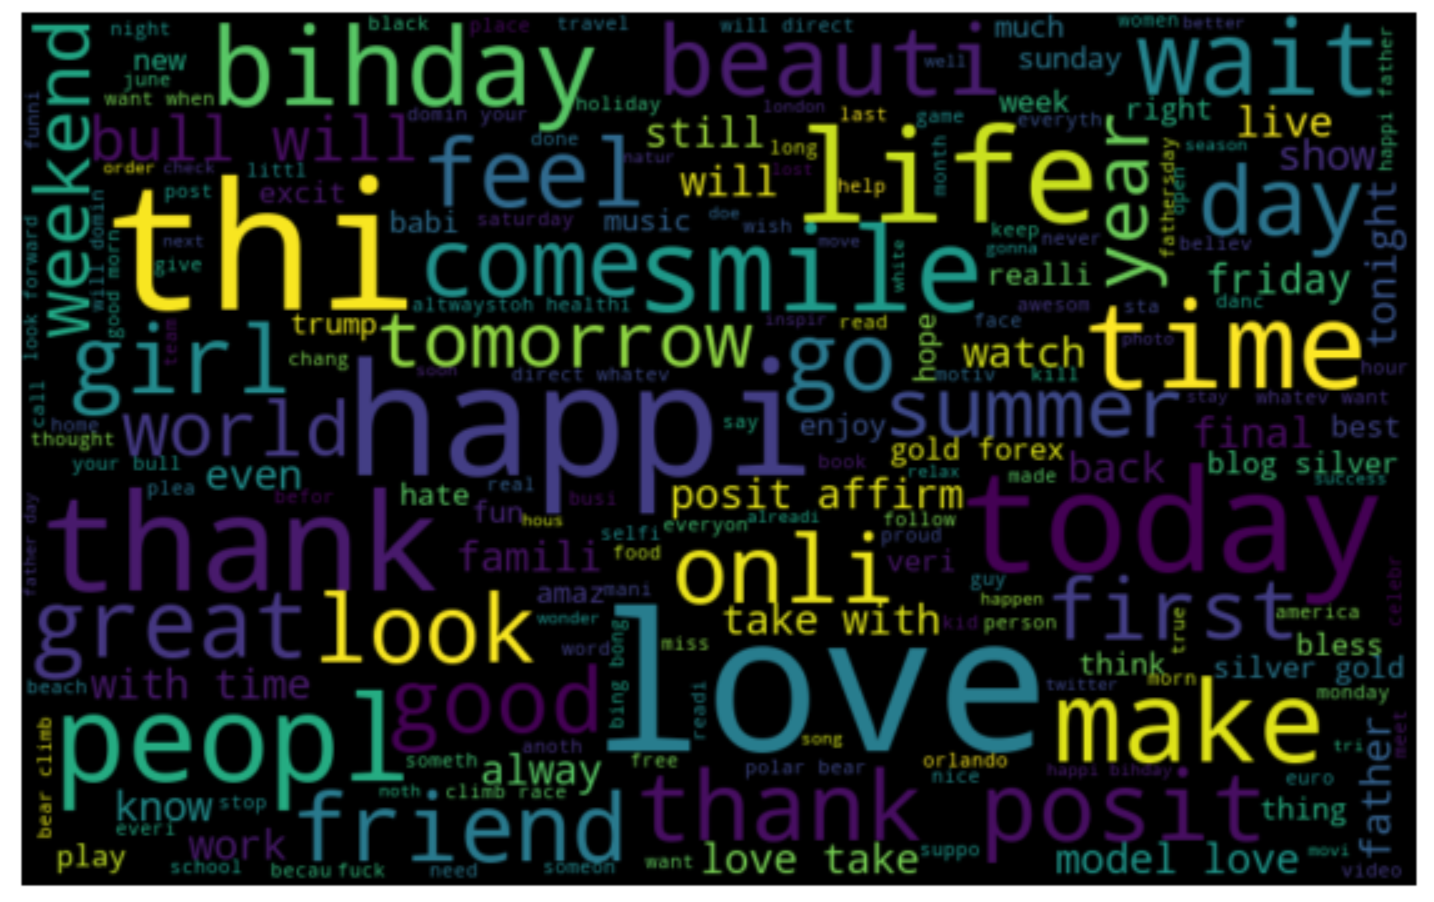 night
black
place
travel
will direct
much
women
better
weekend
new
bihday
beauti
well
sunday
wait
happi father
june
want when
holiday
london
last
game
week
everyth
right
live
funni
bull will
domin your
done
still
long
life
year
season
show
order
check
littl
feel
natur
will
lost
help
month
fathersday
open
day
post
excit
thi
babi
saturday
music
doe
wish
move
keep
gonna
never
believ
tonight
look forward
will domin
good morn
next
give
come
smile
white
realli
friday
altwaystoh healthi
awesom
sta
danc
team
trump
tomorrow
inspir
read
hope
face
time
girl
chang
soon
direct whatev
go
watch
photo
motiv
kill
hour
call
home
world
happi
say
enjoy
summer
stay
whatev want
thought
final
best
your bull
even
book
gold forex
relax
made
back
blog silver
success
plea
befor
hate
real
busi
posit affirm
today
father day
thank
fun
hous
selfi
everyon
alreadi
follow
proud
famili
food
onli
veri
celebr
great
look
amaz
mani
guy
happen
first
america
wonder
take with
kid
person
true
bless
word
bing bong
miss
love
think
morn
silver gold
beach
with time
good
readi
twitter
make
monday
peopl
song
father
meet
bear climb
anoth
someth
alway
free
polar bear
orlando
nice
happi bihday
tri
euro
know
stop
noth
climb race
thank posit
thing
everi
work
friend
play
school
becau
fuck
need
someon
want
love take
suppo
model love
movi
video